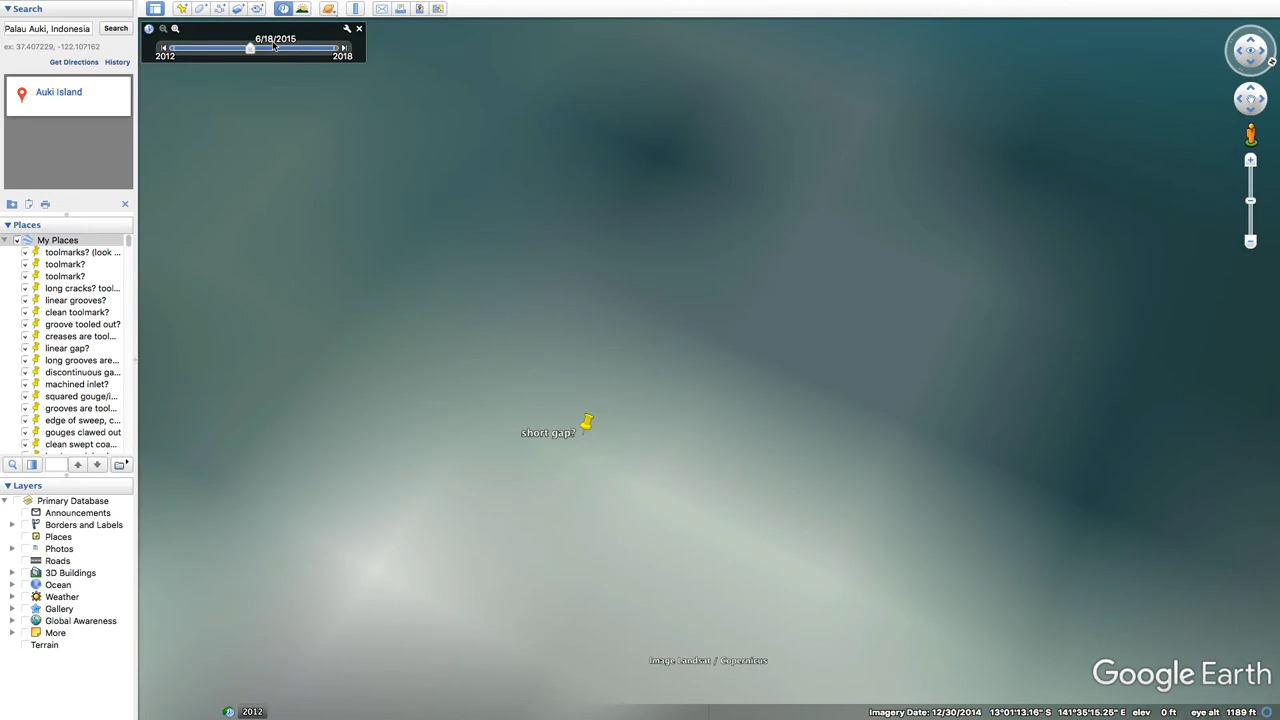 Search
Palau Auki, Indonesia
Search
ex: 37.407229, -122.107162
Get Directions
History
Auki Island
Places
My Places
toolmarks? (look ...
toolmark?
toolmark?
long cracks? tool...
linear grooves?
clean toolmark?
groove tooled out?
creases are tool...
linear gap?
long grooves are...
discontinuous ga...
machined inlet?
squared gouge/i...
grooves are tool...
edge of sweep, c...
gouges clawed out
clean swept coa...
Layers
Primary Database
Announcements
Borders and Labels
Places
Photos
Roads
3D Buildings
Ocean
Weather
Gallery
Global Awareness
More
Terrain
6/18/2015
2012
2018
short gap?
Image Landsat / Copernicus
Google Earth
2012
Imagery Date: 12/30/2014 13°01'13.16" S 141°35'15.25" E elev 0 ft eye alt 1189 ft